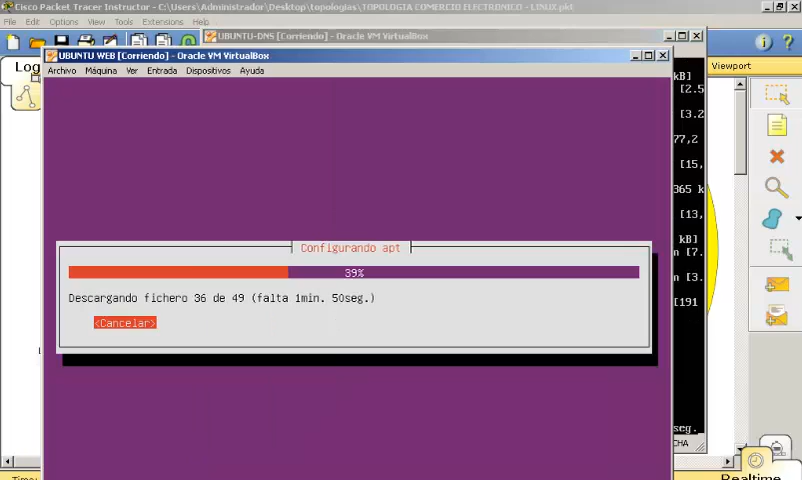 Cisco Packet Tracer Instructor - C:\Users\Administrador\Desktop\topologias\TOPOLOGIA COMERCIO ELECTRONICO - LINUX.pkt
File Edit Options View Tools Extensions Help
UBUNTU-DNS [Corriendo] - Oracle VM VirtualBox
UBUNTU WEB [Corriendo] - Oracle VM VirtualBox
Archivo Máquina Ver Entrada Dispositivos Ayuda
Log
Viewport
kB]
[2.5
[3.2
77,2
[15,
365 k
[13,
kB]
n [7.
n [3.
[191
Configurando apt
39%
Descargando fichero 36 de 49 (falta 1min. 50seg.)
<Cancelar>
seg.
CHA
Time:
Realtime